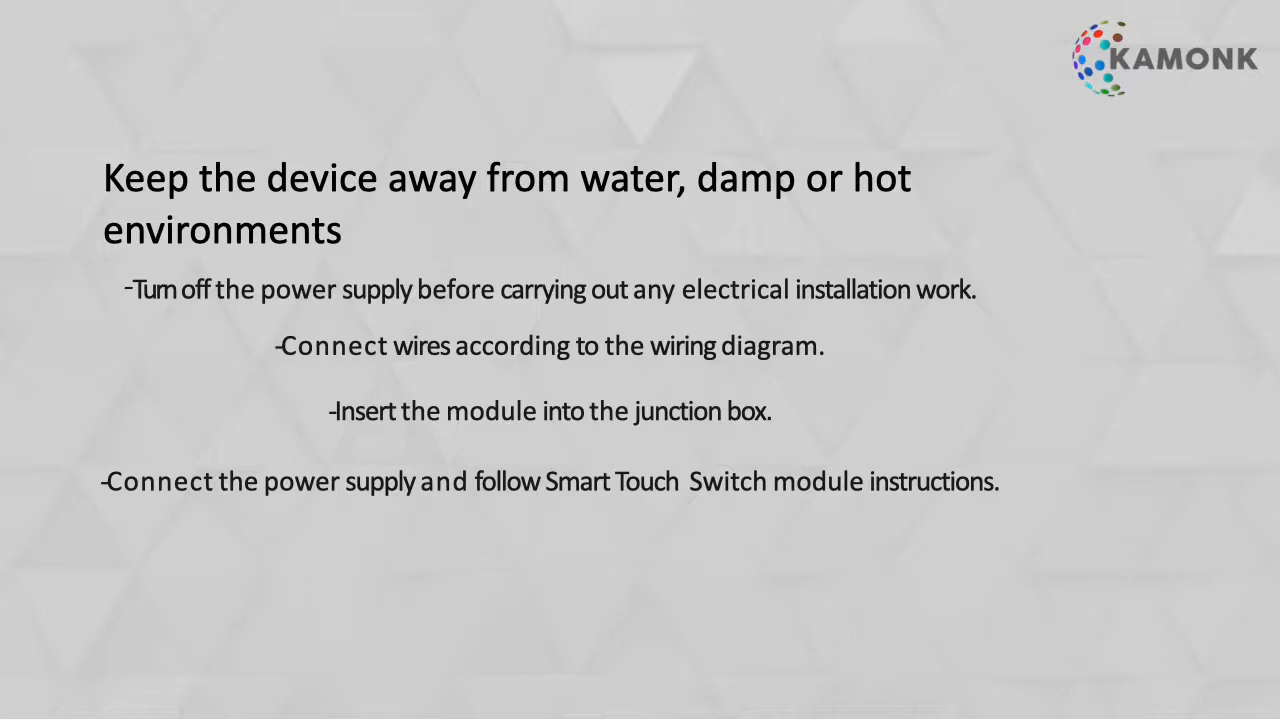 KAMONK
Keep the device away from water, damp or hot
environments
-Turn off the power supply before carrying out any electrical installation work.
-Connect wires according to the wiring diagram.
-Insert the module into the junction box.
-Connect the power supply and follow Smart Touch Switch module instructions.